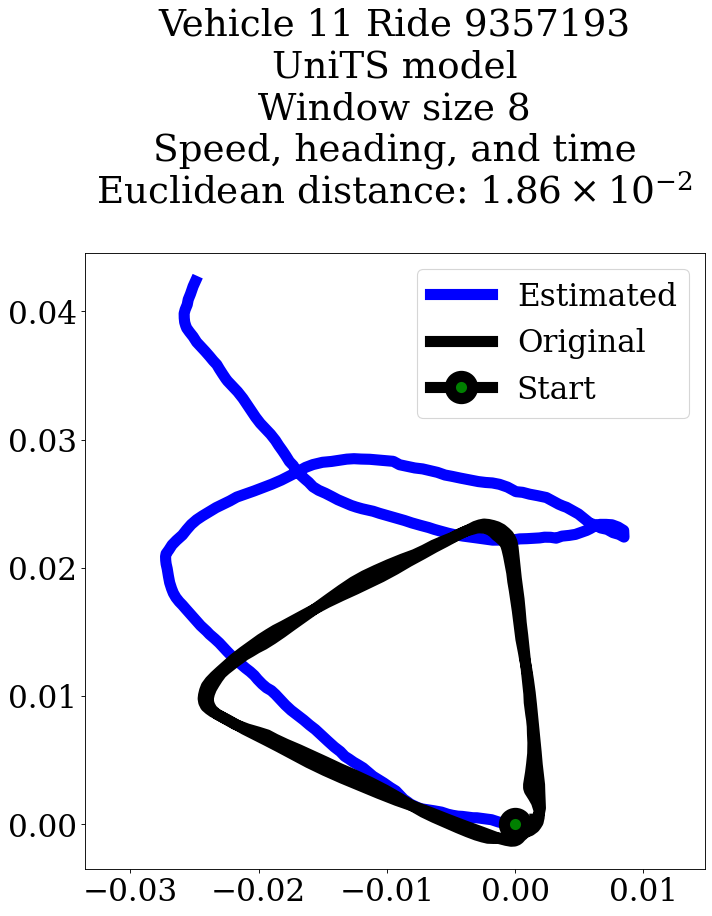 Vehicle 11 Ride 9357193
UniTS model
Window size 8
Speed, heading, and time
Euclidean distance: 1.86 × 10⁻²
Estimated
Original
Start
0.04
0.03
0.02
0.01
0.00
−0.03 −0.02 −0.01 0.00 0.01